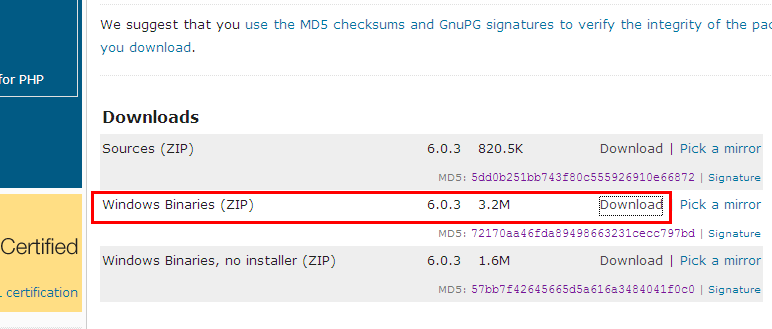 We suggest that you use the MD5 checksums and GnuPG signatures to verify the integrity of the
you download.
for PHP
Downloads
Sources (ZIP) 6.0.3 820.5K Download | Pick a mirror
MD5: 5dd0b251bb743f80c555926910e66872 | Signature
Windows Binaries (ZIP) 6.0.3 3.2M Download Pick a mirror
MD5: 72170aa46fda89498663231cecc797bd | Signature
Certified
Windows Binaries, no installer (ZIP) 6.0.3 1.6M Download | Pick a mirror
MD5: 57bb7f42645665d5a616a3484041f0c0 | Signature
certification